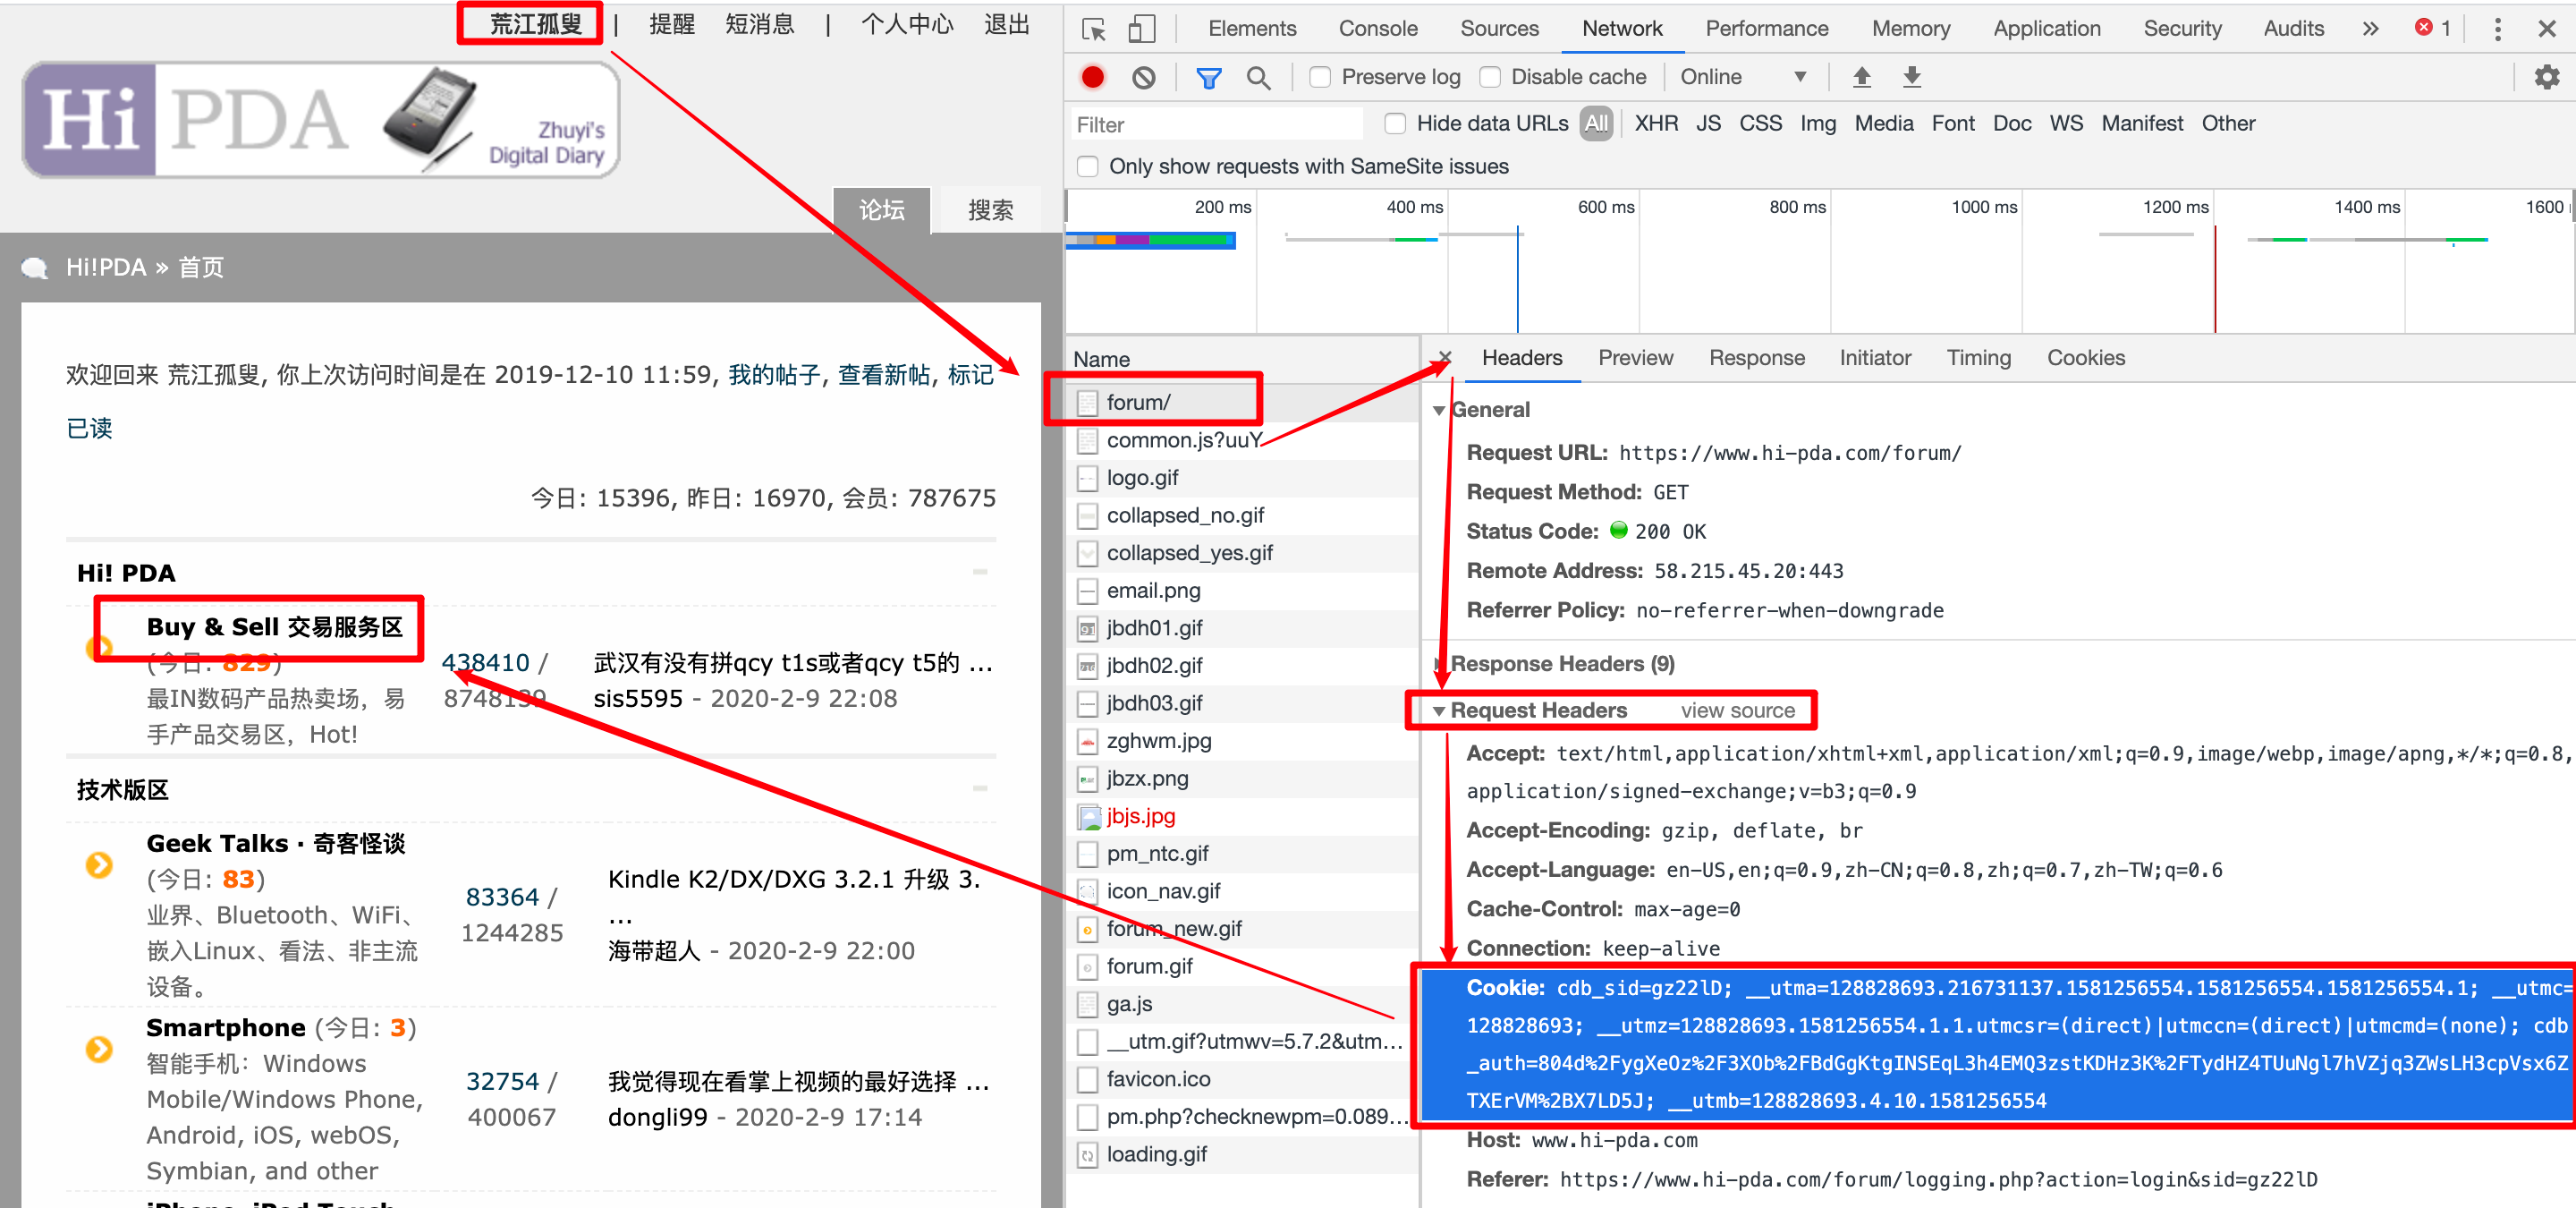 荒江孤叟 | 提醒 短消息 | 个人中心 退出
Hi PDA
Zhuyi's
Digital Diary
论坛 搜索
Hi!PDA » 首页
欢迎回来 荒江孤叟, 你上次访问时间是在 2019-12-10 11:59, 我的帖子, 查看新帖, 标记
已读
今日: 15396, 昨日: 16970, 会员: 787675
Hi! PDA
Buy & Sell 交易服务区
(今日: 829)
最IN数码产品热卖场，易
手产品交易区，Hot!
438410 /
8748139
武汉有没有拼qcy t1s或者qcy t5的 ...
sis5595 - 2020-2-9 22:08
技术版区
Geek Talks · 奇客怪谈
(今日: 83)
业界、Bluetooth、WiFi、
嵌入Linux、看法、非主流
设备。
83364 /
1244285
Kindle K2/DX/DXG 3.2.1 升级 3.
...
海带超人 - 2020-2-9 22:00
Smartphone (今日: 3)
智能手机：Windows
Mobile/Windows Phone,
Android, iOS, webOS,
Symbian, and other
32754 /
400067
我觉得现在看掌上视频的最好选择 ...
dongli99 - 2020-2-9 17:14
Elements Console Sources Network Performance Memory Application Security Audits » 1
Preserve log Disable cache Online
Filter Hide data URLs All XHR JS CSS Img Media Font Doc WS Manifest Other
Only show requests with SameSite issues
200 ms 400 ms 600 ms 800 ms 1000 ms 1200 ms 1400 ms 1600
Name
forum/
common.js?uuY
logo.gif
collapsed_no.gif
collapsed_yes.gif
email.png
jbdh01.gif
jbdh02.gif
jbdh03.gif
zghwm.jpg
jbzx.png
jbjs.jpg
pm_ntc.gif
icon_nav.gif
forum_new.gif
forum.gif
ga.js
__utm.gif?utmwv=5.7.2&utm...
favicon.ico
pm.php?checknewpm=0.089...
loading.gif
Headers Preview Response Initiator Timing Cookies
General
Request URL: https://www.hi-pda.com/forum/
Request Method: GET
Status Code: 200 OK
Remote Address: 58.215.45.20:443
Referrer Policy: no-referrer-when-downgrade
Response Headers (9)
Request Headers view source
Accept: text/html,application/xhtml+xml,application/xml;q=0.9,image/webp,image/apng,*/*;q=0.8,
application/signed-exchange;v=b3;q=0.9
Accept-Encoding: gzip, deflate, br
Accept-Language: en-US,en;q=0.9,zh-CN;q=0.8,zh;q=0.7,zh-TW;q=0.6
Cache-Control: max-age=0
Connection: keep-alive
Cookie: cdb_sid=gz22lD; __utma=128828693.216731137.1581256554.1581256554.1581256554.1; __utmc=
128828693; __utmz=128828693.1581256554.1.1.utmcsr=(direct)|utmccn=(direct)|utmcmd=(none); cdb
_auth=804d%2FygXeOz%2F3XOb%2FBdGgKtgINSEqL3h4EMQ3zstKDHz3K%2FTydHZ4TUuNgl7hVZjq3ZWsLH3cpVsx6Z
TXErVM%2BX7LD5J; __utmb=128828693.4.10.1581256554
Host: www.hi-pda.com
Referer: https://www.hi-pda.com/forum/logging.php?action=login&sid=gz22lD